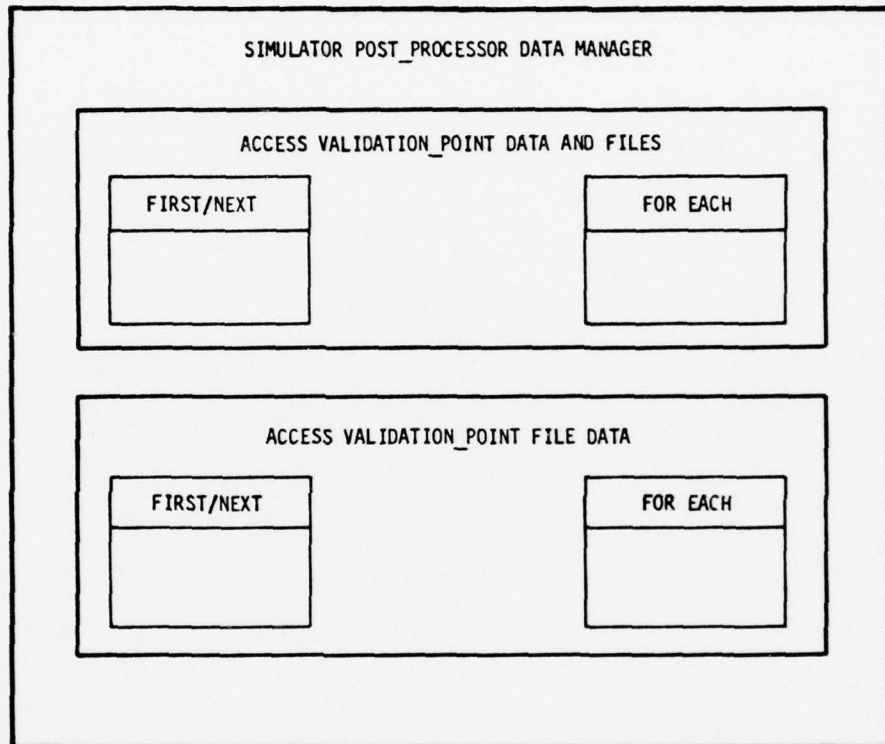 SIMULATOR POST_PROCESSOR DATA MANAGER
ACCESS VALIDATION_POINT DATA AND FILES
FIRST/NEXT
FOR EACH
ACCESS VALIDATION_POINT FILE DATA
FIRST/NEXT
FOR EACH